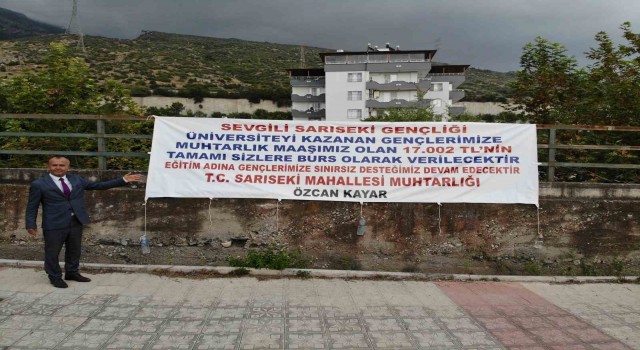 SEVGİLİ SARISEKİ GENÇLİĞİ
ÜNİVERSİTEYİ KAZANAN GENÇLERİMİZE
MUHTARLIK MAAŞIMIZ OLAN 17.002 TL'NİN
TAMAMI SİZLERE BURS OLARAK VERİLECEKTİR
EĞİTİM ADINA GENÇLERİMİZE SINIRSIZ DESTEĞİMİZ DEVAM EDECEKTİR
T.C. SARISEKİ MAHALLESİ MUHTARLIĞI
ÖZCAN KAYAR